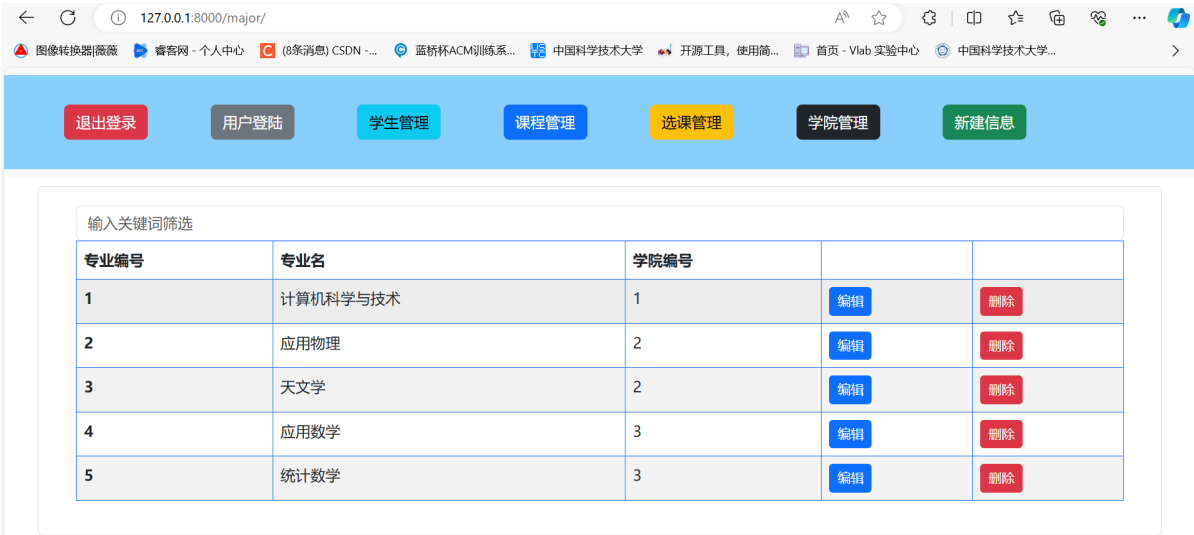 127.0.0.1:8000/major/
图像转换器|薇薇 睿客网 - 个人中心 (8条消息) CSDN -... 蓝桥杯ACM训练系... 中国科学技术大学 开源工具，使用简... 首页 - Vlab 实验中心 中国科学技术大学...
退出登录 用户登陆 学生管理 课程管理 选课管理 学院管理 新建信息
输入关键词筛选
专业编号 专业名 学院编号
1 计算机科学与技术 1 编辑 删除
2 应用物理 2 编辑 删除
3 天文学 2 编辑 删除
4 应用数学 3 编辑 删除
5 统计数学 3 编辑 删除